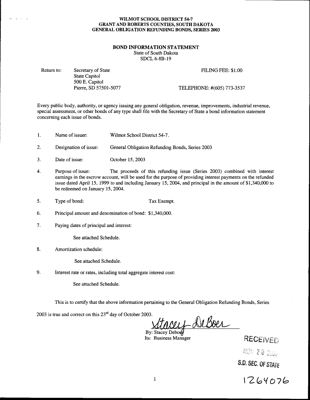 WILMOT SCHOOL DISTRICT 54-7
GRANT AND ROBERTS COUNTIES, SOUTH DAKOTA
GENERAL OBLIGATION REFUNDING BONDS, SERIES 2003
BOND INFORMATION STATEMENT
State of South Dakota
SDCL 6-8B-19
Return to: Secretary of State FILING FEE: $1.00
State Capitol
500 E. Capitol
Pierre, SD 57501-5077 TELEPHONE: #(605) 773-3537
Every public body, authority, or agency issuing any general obligation, revenue, improvements, industrial revenue,
special assessment, or other bonds of any type shall file with the Secretary of State a bond information statement
concerning each issue of bonds.
1. Name of issuer: Wilmot School District 54-7.
2. Designation of issue: General Obligation Refunding Bonds, Series 2003
3. Date of issue: October 15, 2003
4. Purpose of issue: The proceeds of this refunding issue (Series 2003) combined with interest
earnings in the escrow account, will be used for the purpose of providing interest payments on the refunded
issue dated April 15, 1999 to and including January 15, 2004, and principal in the amount of $1,340,000 to
be redeemed on January 15, 2004.
5. Type of bond: Tax Exempt.
6. Principal amount and denomination of bond: $1,340,000.
7. Paying dates of principal and interest:
See attached Schedule.
8. Amortization schedule:
See attached Schedule.
9. Interest rate or rates, including total aggregate interest cost:
See attached Schedule.
This is to certify that the above information pertaining to the General Obligation Refunding Bonds, Series
2003 is true and correct on this 23rd day of October 2003.
Stacey DeBoer
By: Stacey DeBoer
Its: Business Manager
RECEIVED
S.D. SEC. OF STATE
1
1264076